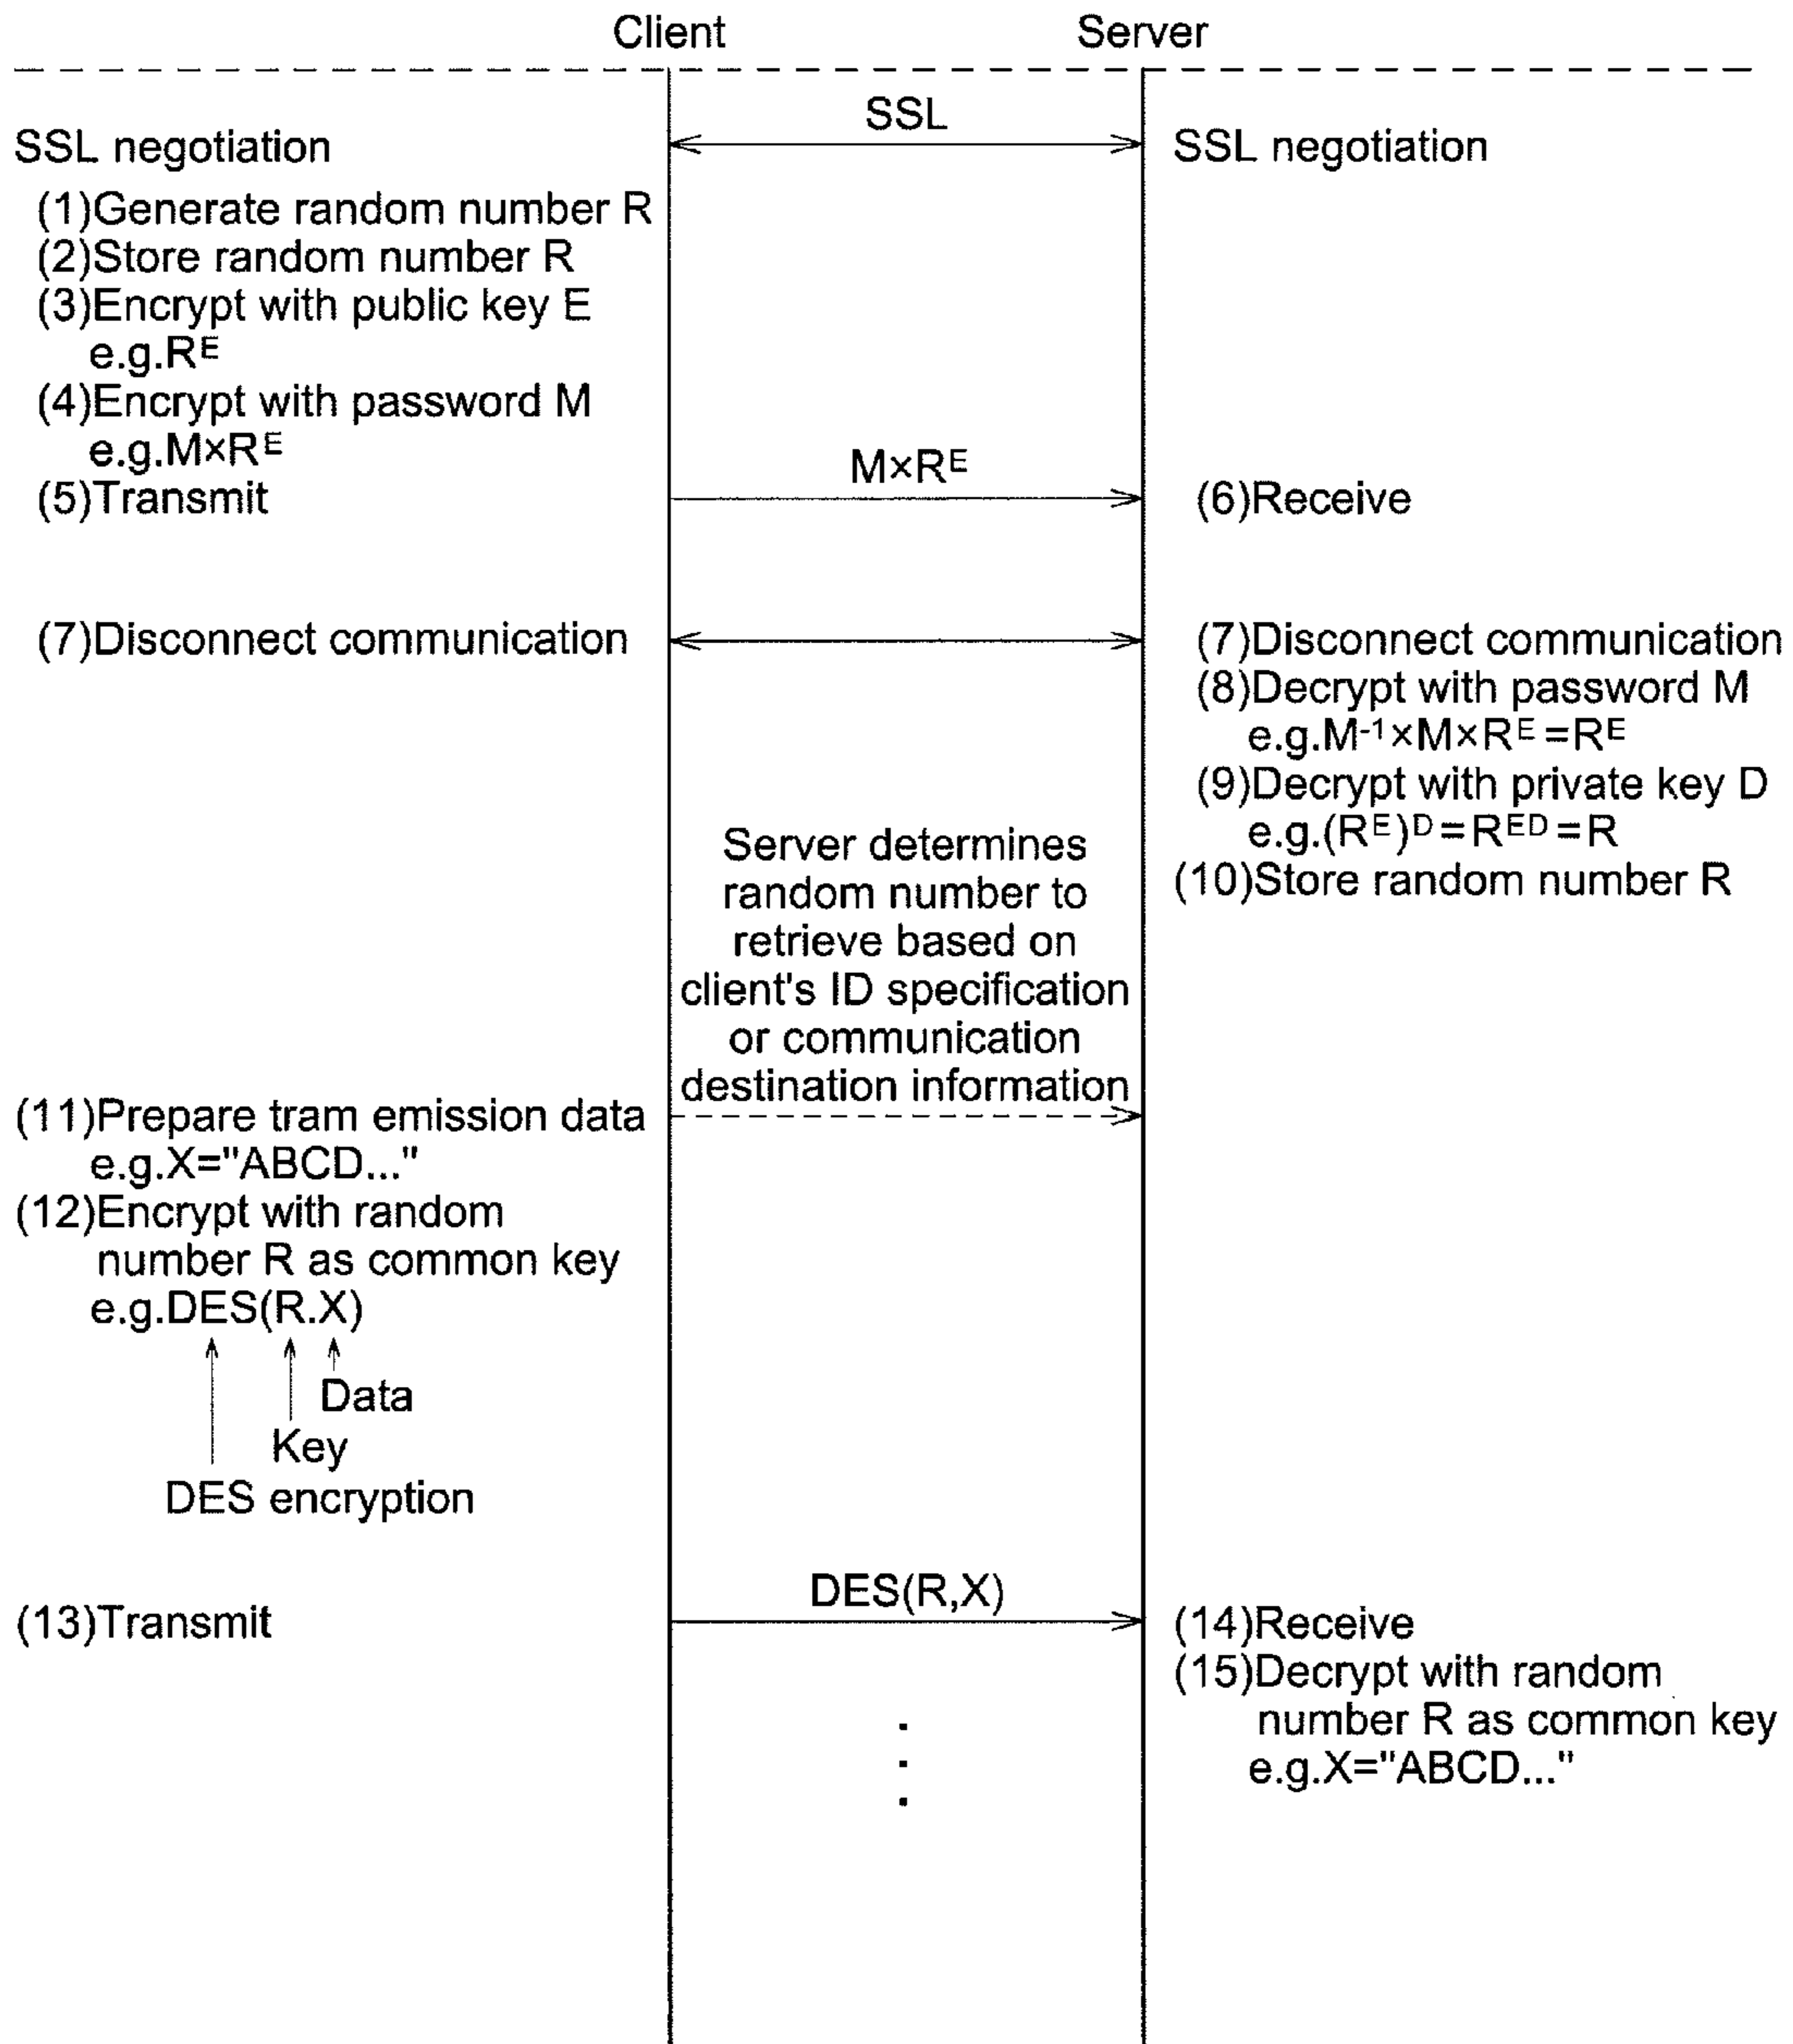 Client
Server
SSL
SSL negotiation
SSL negotiation
(1)Generate random number R
(2)Store random number R
(3)Encrypt with public key E
e.g.Rᴱ
(4)Encrypt with password M
e.g.M×Rᴱ
M×Rᴱ
(5)Transmit
(6)Receive
(7)Disconnect communication
(7)Disconnect communication
(8)Decrypt with password M
e.g.M⁻¹×M×Rᴱ=Rᴱ
(9)Decrypt with private key D
e.g.(Rᴱ)ᴰ=Rᴱᴰ=R
(10)Store random number R
Server determines
random number to
retrieve based on
client's ID specification
or communication
destination information
(11)Prepare tram emission data
e.g.X="ABCD..."
(12)Encrypt with random
number R as common key
e.g.DES(R.X)
Data
Key
DES encryption
DES(R,X)
(13)Transmit
(14)Receive
(15)Decrypt with random
number R as common key
e.g.X="ABCD..."